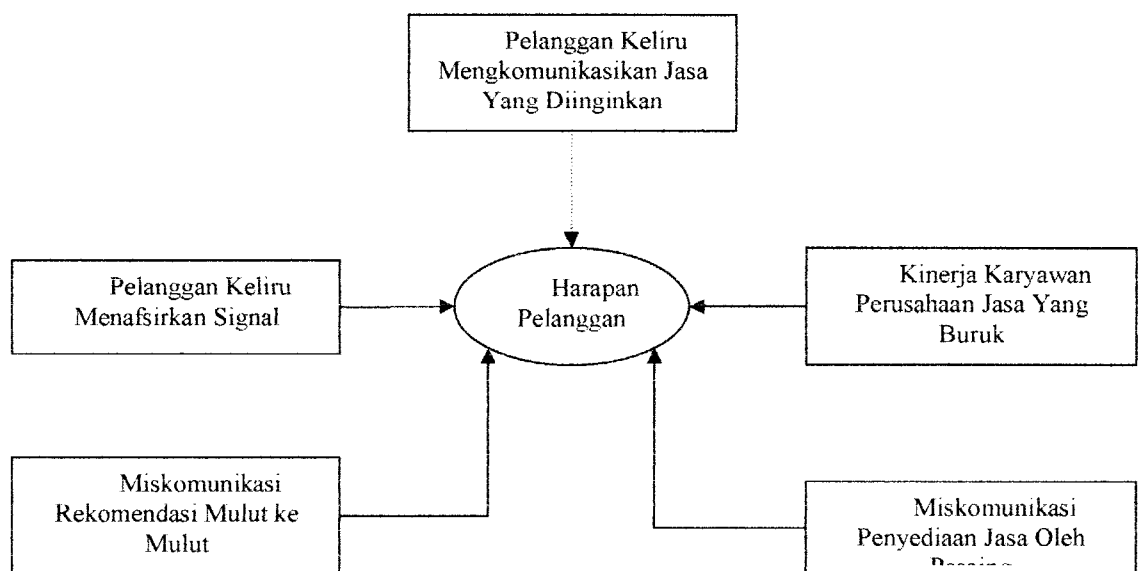 Pelanggan Keliru
Mengkomunikasikan Jasa
Yang Diinginkan
Pelanggan Keliru
Menafsirkan Signal
Harapan
Pelanggan
Kinerja Karyawan
Perusahaan Jasa Yang
Buruk
Miskomunikasi
Rekomendasi Mulut ke
Mulut
Miskomunikasi
Penyediaan Jasa Oleh